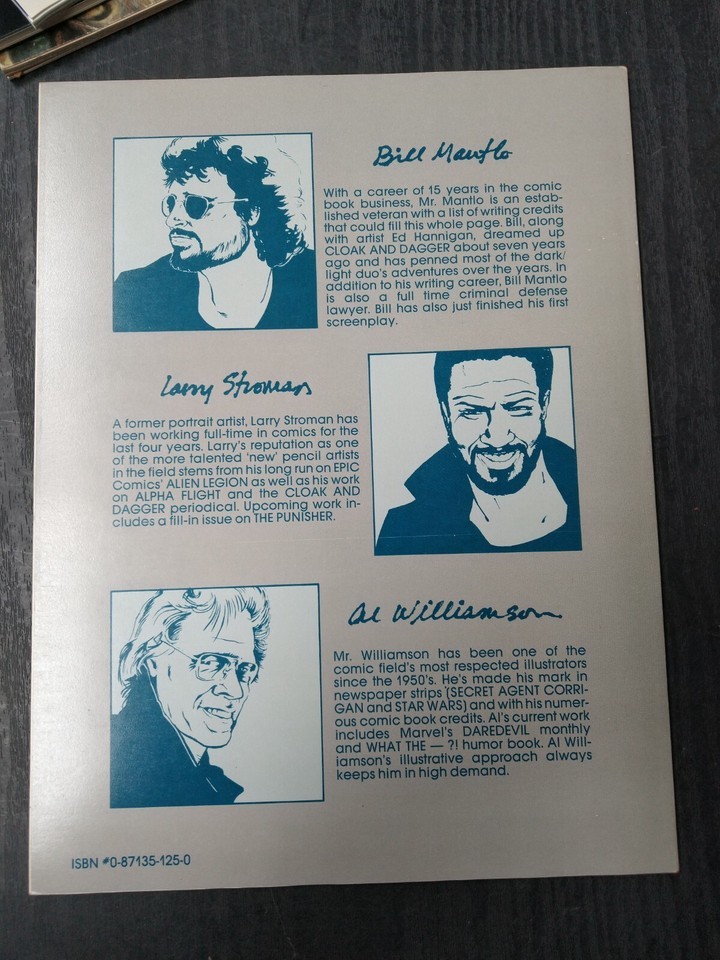 Bill Mantlo
With a career of 15 years in the comic
book business, Mr. Mantlo is an estab-
lished veteran with a list of writing credits
that could fill this whole page. Bill, along
with artist Ed Hannigan, dreamed up
CLOAK AND DAGGER about seven years
ago and has penned most of the dark/
light duo's adventures over the years. In
addition to his writing career, Bill Mantlo
is also a full time criminal defense
lawyer. Bill has also just finished his first
screenplay.
Larry Stroman
A former portrait artist, Larry Stroman has
been working full-time in comics for the
last four years. Larry's reputation as one
of the more talented 'new' pencil artists
in the field stems from his long run on EPIC
Comics' ALIEN LEGION as well as his work
on ALPHA FLIGHT and the CLOAK AND
DAGGER periodical. Upcoming work in-
cludes a fill-in issue on THE PUNISHER.
Al Williamson
Mr. Williamson has been one of the
comic field's most respected illustrators
since the 1950's. He's made his mark in
newspaper strips (SECRET AGENT CORRI-
GAN and STAR WARS) and with his numer-
ous comic book credits. Al's current work
includes Marvel's DAREDEVIL monthly
and WHAT THE — ?! humor book. Al Will-
iamson's illustrative approach always
keeps him in high demand.
ISBN #0-87135-125-0